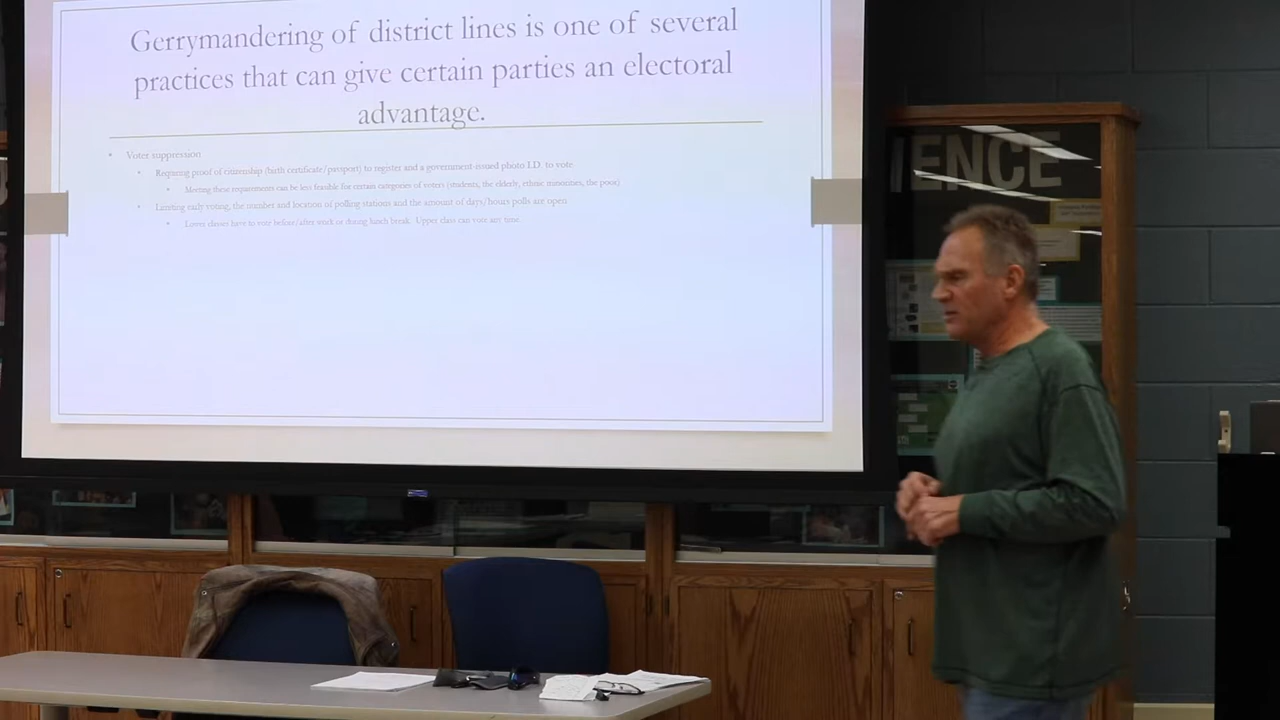 Gerrymandering of district lines is one of several
practices that can give certain parties an electoral
advantage.
Voter suppression
Requiring proof of citizenship (birth certificate/passport) to register and a government-issued photo I.D. to vote
Meeting these requirements can be less feasible for certain categories of voters (students, the elderly, ethnic minorities, the poor)
Limiting early voting, the number and location of polling stations and the amount of days/hours polls are open
Lower classes have to vote before/after work or during lunch break. Upper class can vote any time.
IENCE